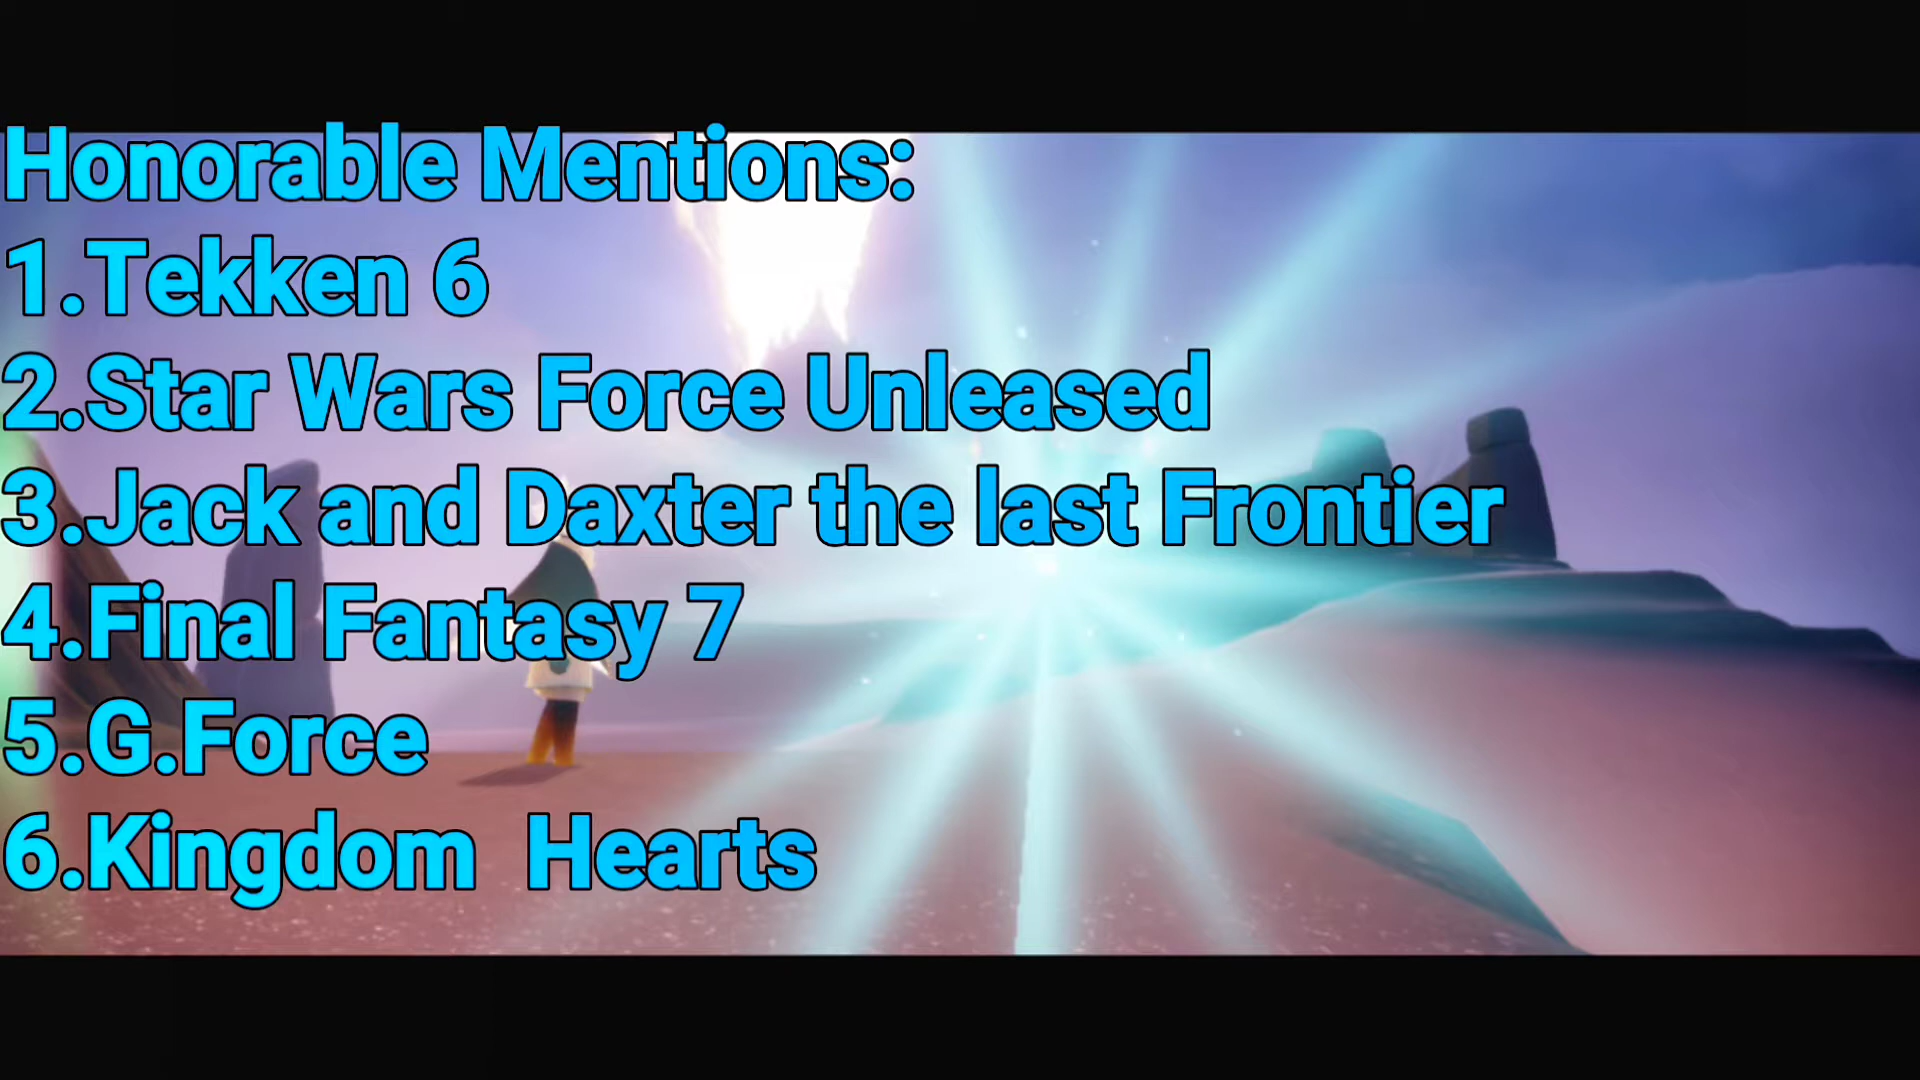 Honorable Mentions:
1.Tekken 6
2.Star Wars Force Unleased
3.Jack and Daxter the last Frontier
4.Final Fantasy 7
5.G.Force
6.Kingdom  Hearts